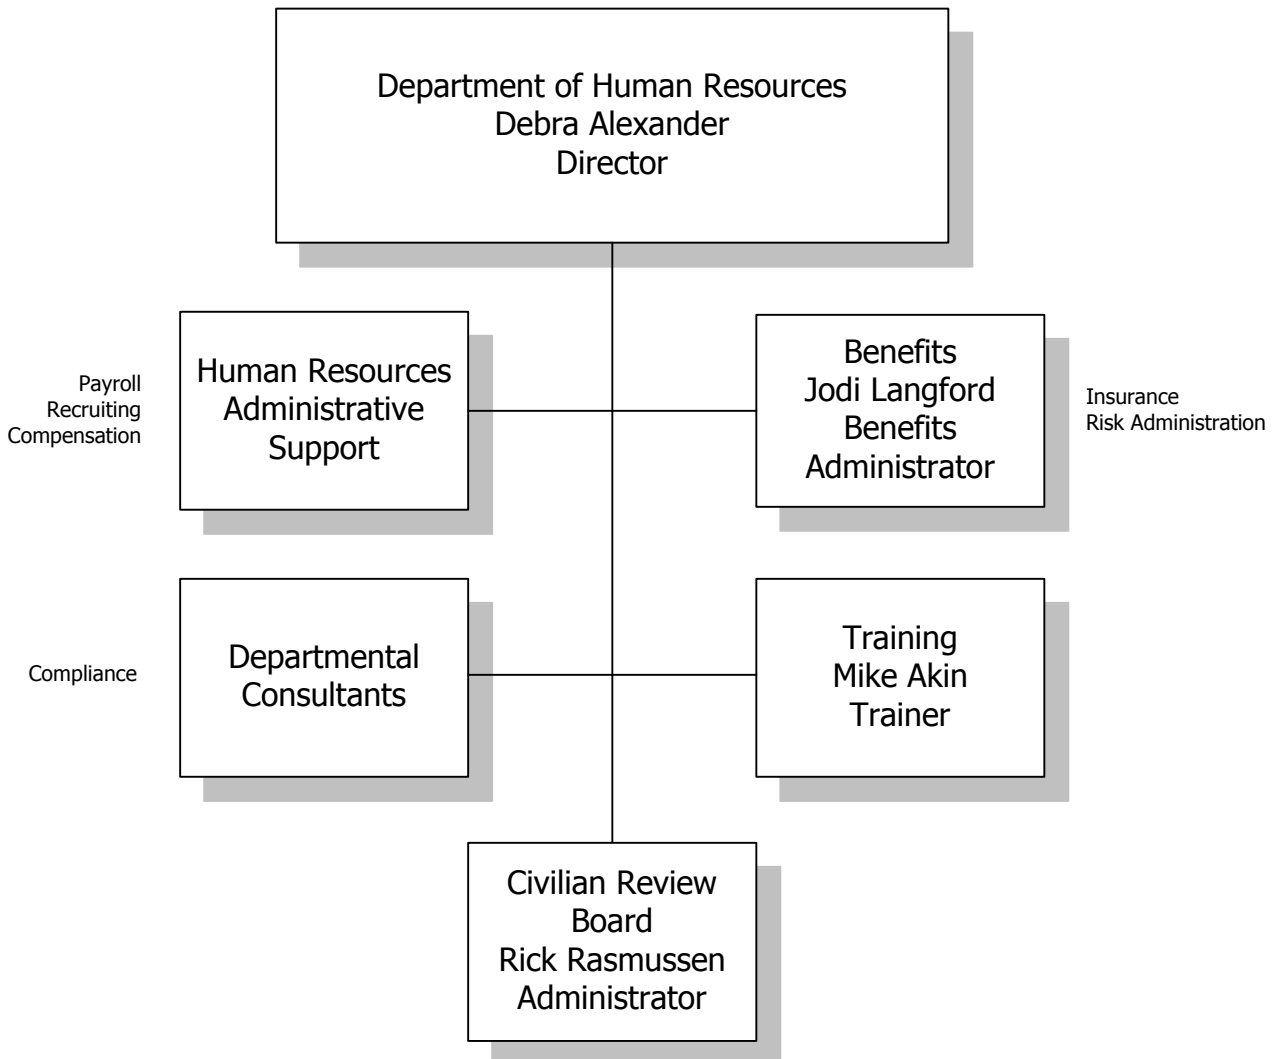 Department of Human Resources
Debra Alexander
Director
Payroll
Recruiting
Compensation
Human Resources
Administrative
Support
Benefits
Jodi Langford
Benefits
Administrator
Insurance
Risk Administration
Compliance
Departmental
Consultants
Training
Mike Akin
Trainer
Civilian Review
Board
Rick Rasmussen
Administrator